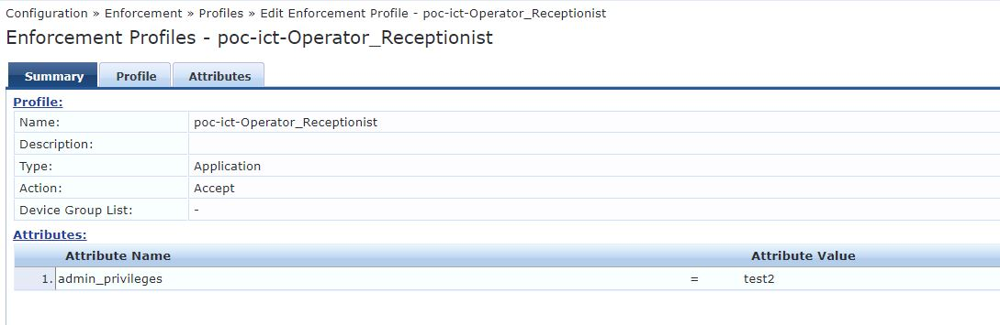 Configuration » Enforcement » Profiles » Edit Enforcement Profile - poc-ict-Operator_Receptionist
Enforcement Profiles - poc-ict-Operator_Receptionist
Summary Profile Attributes
Profile:
Name: poc-ict-Operator_Receptionist
Description:
Type: Application
Action: Accept
Device Group List: -
Attributes:
Attribute Name Attribute Value
1. admin_privileges = test2